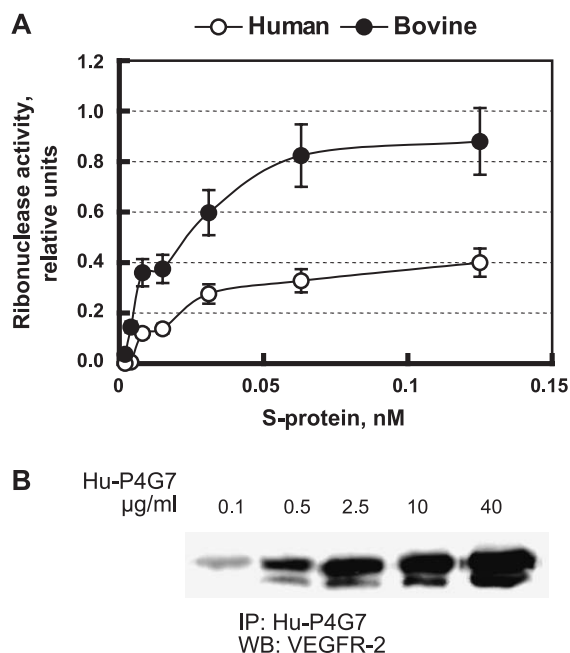 A
Human Bovine
Ribonuclease activity,
relative units
1.2
1.0
0.8
0.6
0.4
0.2
0.0
0 0.05 0.1 0.15
S-protein, nM
B
Hu-P4G7
µg/ml 0.1 0.5 2.5 10 40
IP: Hu-P4G7
WB: VEGFR-2